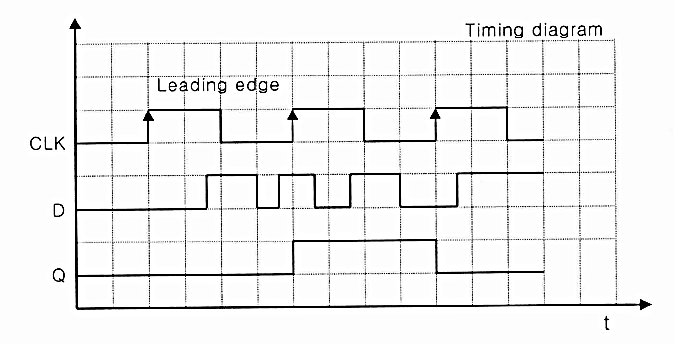 Timing diagram
Leading edge
CLK
D
Q
t